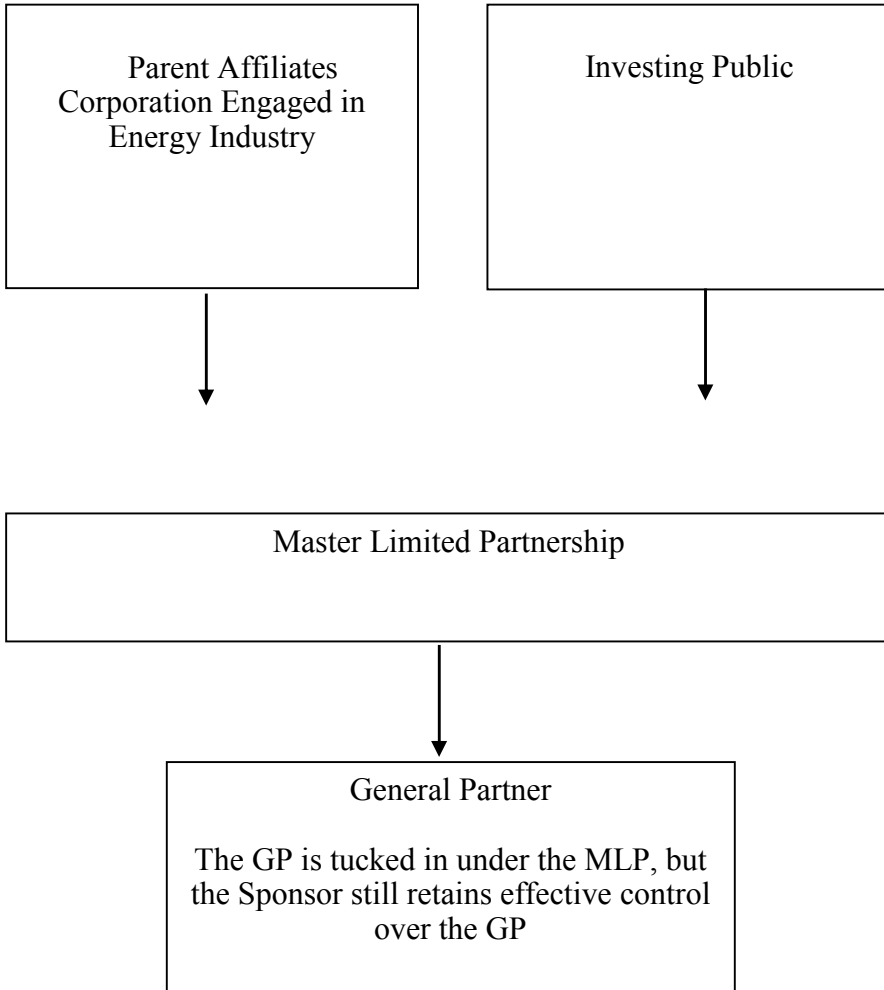 Parent Affiliates
Corporation Engaged in
Energy Industry
Investing Public
Master Limited Partnership
General Partner
The GP is tucked in under the MLP, but
the Sponsor still retains effective control
over the GP